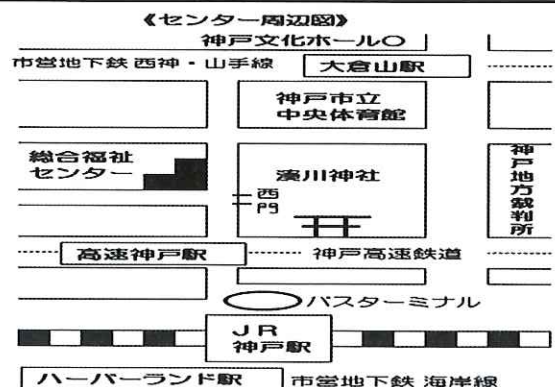 《センター周辺図》
神戸文化ホール〇
市営地下鉄 西神・山手線
大倉山駅
神戸市立
中央体育館
総合福祉
センター
湊川神社
西門
神戸地方裁判所
高速神戸駅
神戸高速鉄道
バスターミナル
JR
神戸駅
ハーバーランド駅
市営地下鉄 海岸線